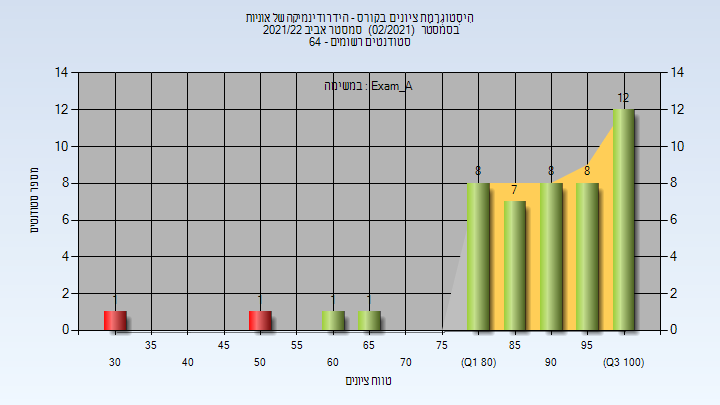 היסטוגרמת ציונים בקורס - הידרודינמיקה של אוניות
בסמסטר (02/2021) סמסטר אביב 2021/22
סטודנטים רשומים - 64
במשימה : Exam_A
מספר סטודנטים
14 14
12 12
10 10
8 8
6 6
4 4
2 2
0 0
1 1 1 1 8 7 8 8 12
35 45 55 65 75 85 95
30 40 50 60 70 (Q1 80) 90 (Q3 100)
טווח ציונים